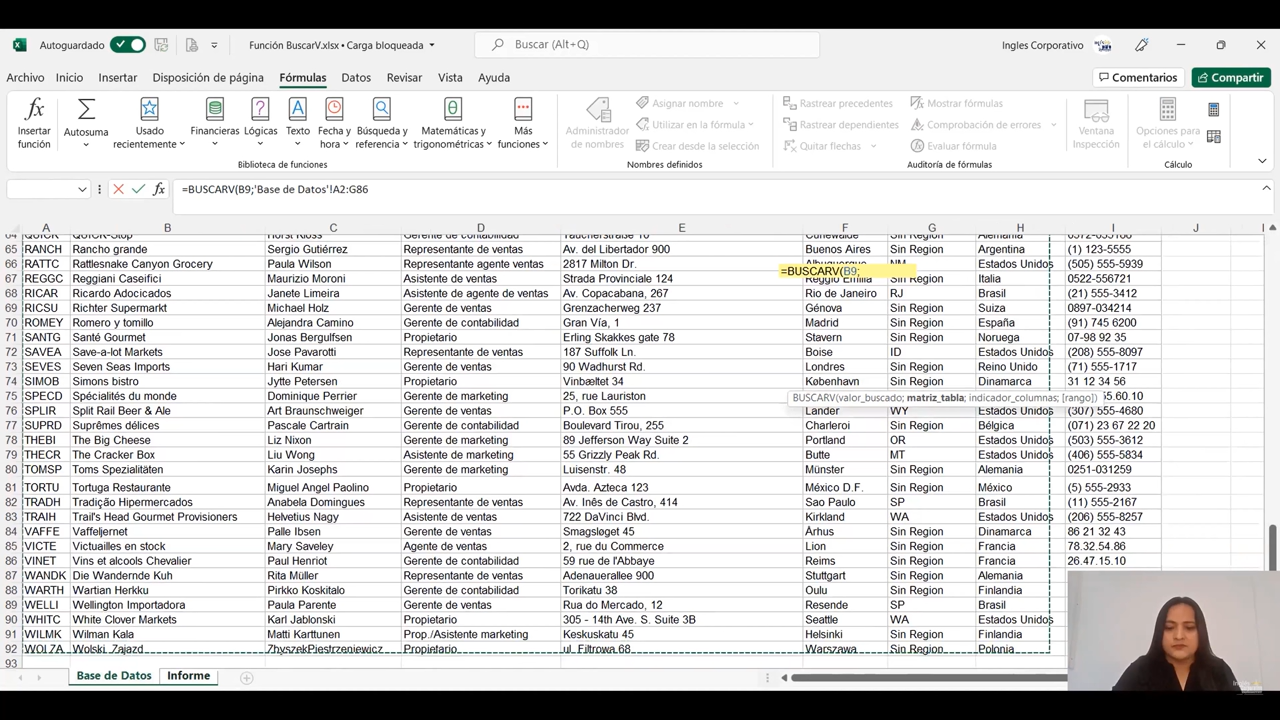 Autoguardado
Función BuscarV.xlsx • Carga bloqueada
Buscar (Alt+Q)
Ingles Corporativo
Archivo Inicio Insertar Disposición de página Fórmulas Datos Revisar Vista Ayuda
Comentarios Compartir
Insertar función
Autosuma
Usado recientemente
Financieras
Lógicas
Texto
Fecha y hora
Búsqueda y referencia
Matemáticas y trigonométricas
Más funciones
Administrador de nombres
Asignar nombre
Utilizar en la fórmula
Crear desde la selección
Rastrear precedentes
Rastrear dependientes
Quitar flechas
Mostrar fórmulas
Comprobación de errores
Evaluar fórmula
Ventana Inspección
Opciones para el cálculo
Biblioteca de funciones
Nombres definidos
Auditoría de fórmulas
Cálculo
fx =BUSCARV(B9;'Base de Datos'!A2:G86
A B C D E F G H I J
64 QUICK QUICK-Stop Horst Kloss Gerente de contabilidad Taucherstraße 10 Cunewalde Sin Region Alemania 0372-035188
65 RANCH Rancho grande Sergio Gutiérrez Representante de ventas Av. del Libertador 900 Buenos Aires Sin Region Argentina (1) 123-5555
66 RATTC Rattlesnake Canyon Grocery Paula Wilson Representante agente ventas 2817 Milton Dr. Albuquerque NM Estados Unidos (505) 555-5939
=BUSCARV(B9;
67 REGGC Reggiani Caseifici Maurizio Moroni Asistente de ventas Strada Provinciale 124 Reggio Emilia Sin Region Italia 0522-556721
68 RICAR Ricardo Adocicados Janete Limeira Asistente de agente de ventas Av. Copacabana, 267 Rio de Janeiro RJ Brasil (21) 555-3412
69 RICSU Richter Supermarkt Michael Holz Gerente de ventas Grenzacherweg 237 Génova Sin Region Suiza 0897-034214
70 ROMEY Romero y tomillo Alejandra Camino Gerente de contabilidad Gran Vía, 1 Madrid Sin Region España (91) 745 6200
71 SANTG Santé Gourmet Jonas Bergulfsen Propietario Erling Skakkes gate 78 Stavern Sin Region Noruega 07-98 92 35
72 SAVEA Save-a-lot Markets Jose Pavarotti Representante de ventas 187 Suffolk Ln. Boise ID Estados Unidos (208) 555-8097
73 SEVES Seven Seas Imports Hari Kumar Gerente de ventas 90 Wadhurst Rd. Londres Sin Region Reino Unido (71) 555-1717
74 SIMOB Simons bistro Jytte Petersen Propietario Vinbæltet 34 København Sin Region Dinamarca 31 12 34 56
75 SPECD Spécialités du monde Dominique Perrier Gerente de marketing 25, rue Lauriston 55.60.10
BUSCARV(valor_buscado; matriz_tabla; indicador_columnas; [rango])
76 SPLIR Split Rail Beer & Ale Art Braunschweiger Gerente de ventas P.O. Box 555 Lander WY Estados Unidos (307) 555-4680
77 SUPRD Suprêmes délices Pascale Cartrain Gerente de contabilidad Boulevard Tirou, 255 Charleroi Sin Region Bélgica (071) 23 67 22 20
78 THEBI The Big Cheese Liz Nixon Gerente de marketing 89 Jefferson Way Suite 2 Portland OR Estados Unidos (503) 555-3612
79 THECR The Cracker Box Liu Wong Asistente de marketing 55 Grizzly Peak Rd. Butte MT Estados Unidos (406) 555-5834
80 TOMSP Toms Spezialitäten Karin Josephs Gerente de marketing Luisenstr. 48 Münster Sin Region Alemania 0251-031259
81 TORTU Tortuga Restaurante Miguel Angel Paolino Propietario Avda. Azteca 123 México D.F. Sin Region México (5) 555-2933
82 TRADH Tradição Hipermercados Anabela Domingues Representante de ventas Av. Inês de Castro, 414 Sao Paulo SP Brasil (11) 555-2167
83 TRAIH Trail's Head Gourmet Provisioners Helvetius Nagy Asistente de ventas 722 DaVinci Blvd. Kirkland WA Estados Unidos (206) 555-8257
84 VAFFE Vaffeljernet Palle Ibsen Gerente de ventas Smagsløget 45 Århus Sin Region Dinamarca 86 21 32 43
85 VICTE Victuailles en stock Mary Saveley Agente de ventas 2, rue du Commerce Lion Sin Region Francia 78.32.54.86
86 VINET Vins et alcools Chevalier Paul Henriot Gerente de contabilidad 59 rue de l'Abbaye Reims Sin Region Francia 26.47.15.10
87 WANDK Die Wandernde Kuh Rita Müller Representante de ventas Adenauerallee 900 Stuttgart Sin Region Alemania
88 WARTH Wartian Herkku Pirkko Koskitalo Gerente de contabilidad Torikatu 38 Oulu Sin Region Finlandia
89 WELLI Wellington Importadora Paula Parente Gerente de ventas Rua do Mercado, 12 Resende SP Brasil
90 WHITC White Clover Markets Karl Jablonski Propietario 305 - 14th Ave. S. Suite 3B Seattle WA Estados Unidos
91 WILMK Wilman Kala Matti Karttunen Prop./Asistente marketing Keskuskatu 45 Helsinki Sin Region Finlandia
92 WOLZA Wolski Zajazd ZbyszekPiestrzeniewicz Propietario ul. Filtrowa 68 Warszawa Sin Region Polonia
93
Base de Datos Informe